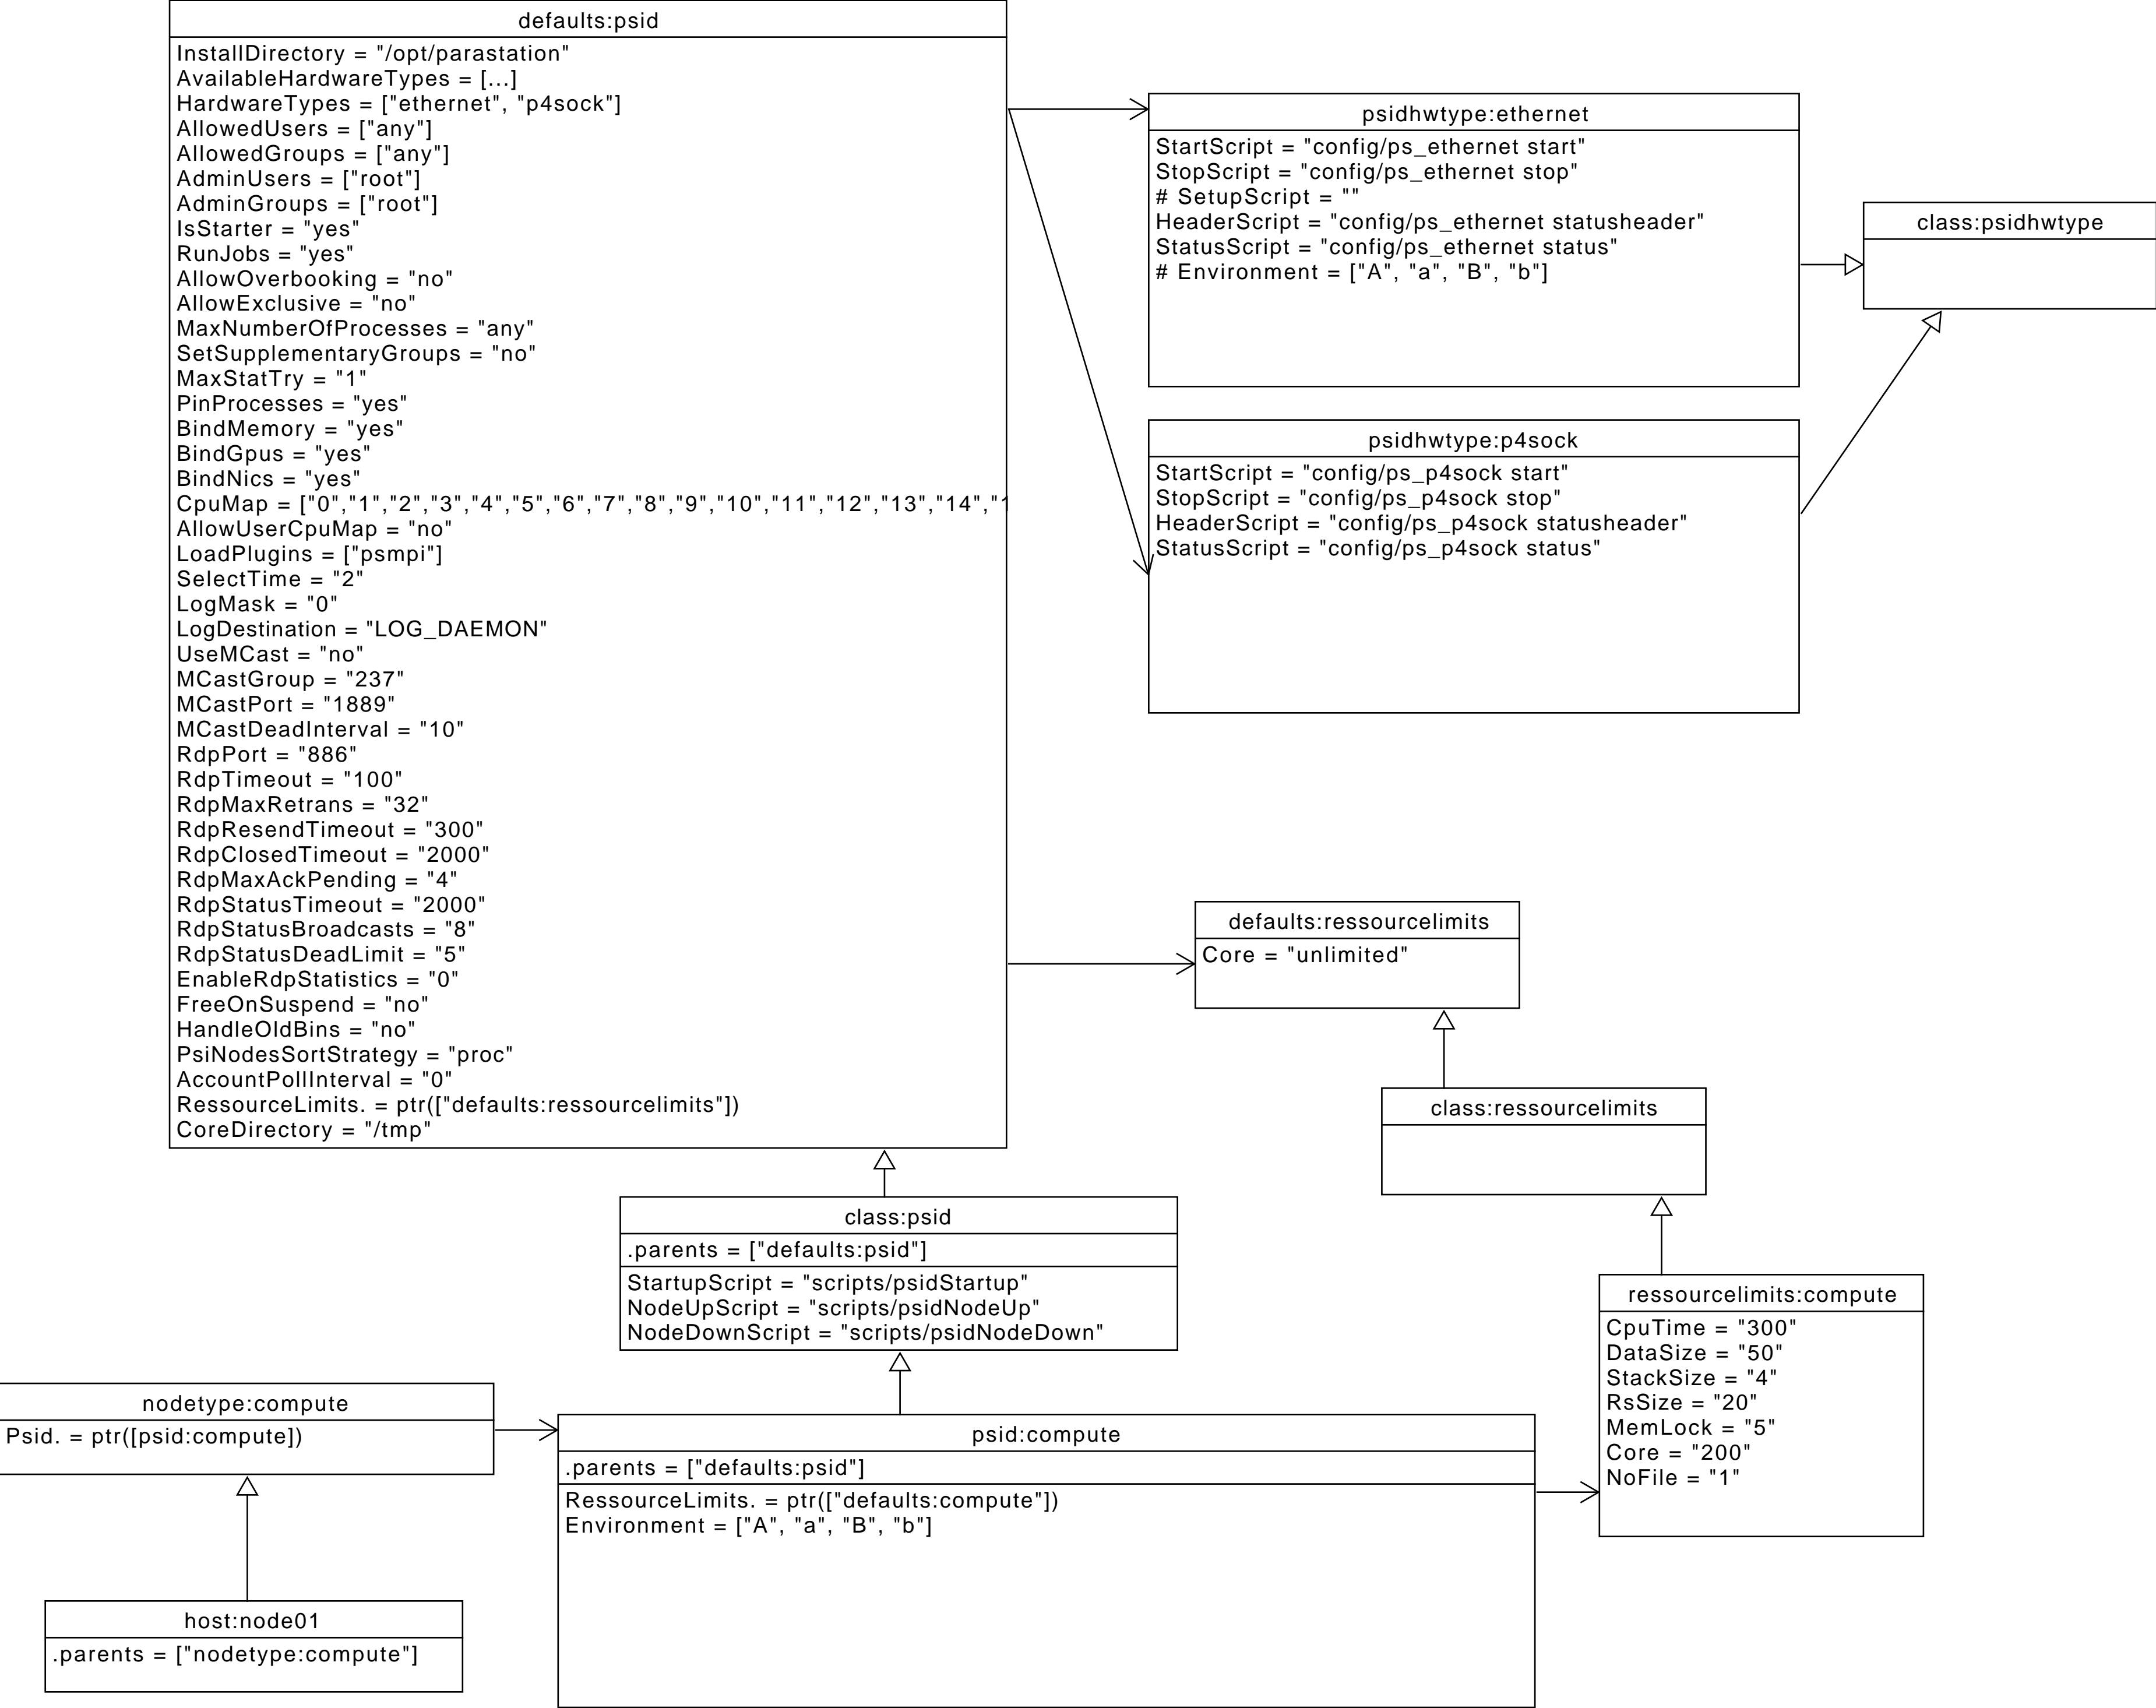 defaults:psid
InstallDirectory = "/opt/parastation"
AvailableHardwareTypes = [...]
HardwareTypes = ["ethernet", "p4sock"]
AllowedUsers = ["any"]
AllowedGroups = ["any"]
AdminUsers = ["root"]
AdminGroups = ["root"]
IsStarter = "yes"
RunJobs = "yes"
AllowOverbooking = "no"
AllowExclusive = "no"
MaxNumberOfProcesses = "any"
SetSupplementaryGroups = "no"
MaxStatTry = "1"
PinProcesses = "yes"
BindMemory = "yes"
BindGpus = "yes"
BindNics = "yes"
CpuMap = ["0","1","2","3","4","5","6","7","8","9","10","11","12","13","14","1
AllowUserCpuMap = "no"
LoadPlugins = ["psmpi"]
SelectTime = "2"
LogMask = "0"
LogDestination = "LOG_DAEMON"
UseMCast = "no"
MCastGroup = "237"
MCastPort = "1889"
MCastDeadInterval = "10"
RdpPort = "886"
RdpTimeout = "100"
RdpMaxRetrans = "32"
RdpResendTimeout = "300"
RdpClosedTimeout = "2000"
RdpMaxAckPending = "4"
RdpStatusTimeout = "2000"
RdpStatusBroadcasts = "8"
RdpStatusDeadLimit = "5"
EnableRdpStatistics = "0"
FreeOnSuspend = "no"
HandleOldBins = "no"
PsiNodesSortStrategy = "proc"
AccountPollInterval = "0"
RessourceLimits. = ptr(["defaults:ressourcelimits"])
CoreDirectory = "/tmp"
psidhwtype:ethernet
StartScript = "config/ps_ethernet start"
StopScript = "config/ps_ethernet stop"
# SetupScript = ""
HeaderScript = "config/ps_ethernet statusheader"
StatusScript = "config/ps_ethernet status"
# Environment = ["A", "a", "B", "b"]
class:psidhwtype
psidhwtype:p4sock
StartScript = "config/ps_p4sock start"
StopScript = "config/ps_p4sock stop"
HeaderScript = "config/ps_p4sock statusheader"
StatusScript = "config/ps_p4sock status"
defaults:ressourcelimits
Core = "unlimited"
class:ressourcelimits
class:psid
.parents = ["defaults:psid"]
StartupScript = "scripts/psidStartup"
NodeUpScript = "scripts/psidNodeUp"
NodeDownScript = "scripts/psidNodeDown"
ressourcelimits:compute
CpuTime = "300"
DataSize = "50"
StackSize = "4"
RsSize = "20"
MemLock = "5"
Core = "200"
NoFile = "1"
nodetype:compute
Psid. = ptr([psid:compute])
psid:compute
.parents = ["defaults:psid"]
RessourceLimits. = ptr(["defaults:compute"])
Environment = ["A", "a", "B", "b"]
host:node01
.parents = ["nodetype:compute"]